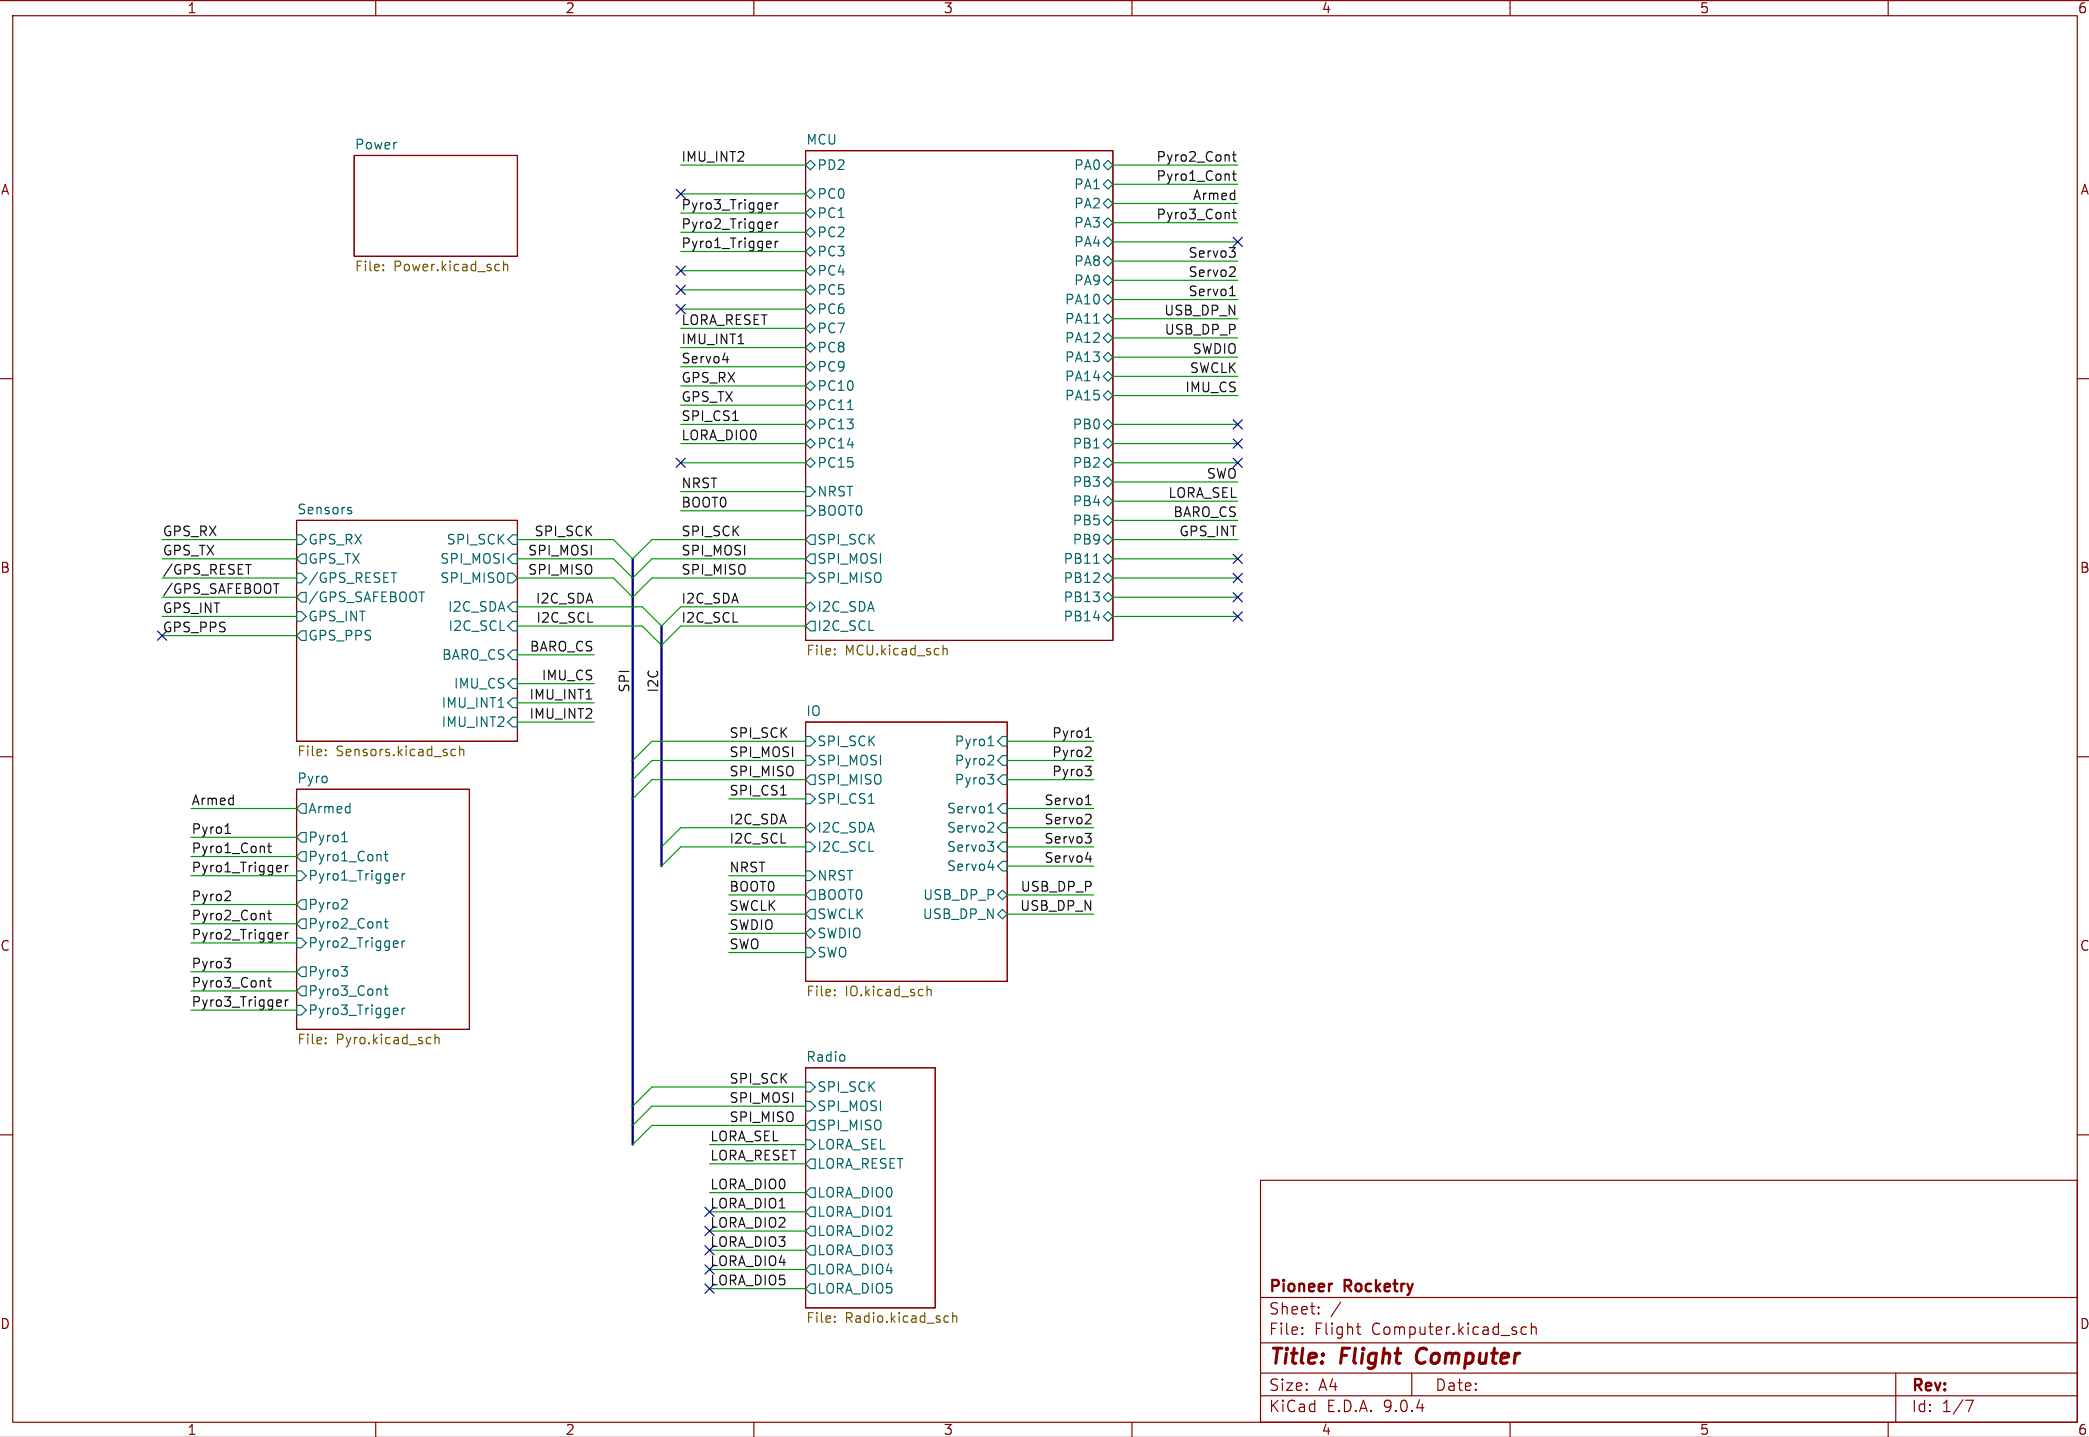 1 2 3 4 5 6
A
B
C
D
A
B
C
D
Power
File: Power.kicad_sch
MCU
IMU_INT2
Pyro3_Trigger
Pyro2_Trigger
Pyro1_Trigger
LORA_RESET
IMU_INT1
Servo4
GPS_RX
GPS_TX
SPI_CS1
LORA_DIO0
NRST
BOOT0
SPI_SCK
SPI_MOSI
SPI_MISO
I2C_SDA
I2C_SCL
PD2
PC0
PC1
PC2
PC3
PC4
PC5
PC6
PC7
PC8
PC9
PC10
PC11
PC13
PC14
PC15
NRST
BOOT0
SPI_SCK
SPI_MOSI
SPI_MISO
I2C_SDA
I2C_SCL
PA0
PA1
PA2
PA3
PA4
PA8
PA9
PA10
PA11
PA12
PA13
PA14
PA15
PB0
PB1
PB2
PB3
PB4
PB5
PB9
PB11
PB12
PB13
PB14
Pyro2_Cont
Pyro1_Cont
Armed
Pyro3_Cont
Servo3
Servo2
Servo1
USB_DP_N
USB_DP_P
SWDIO
SWCLK
IMU_CS
SWO
LORA_SEL
BARO_CS
GPS_INT
File: MCU.kicad_sch
Sensors
GPS_RX
GPS_TX
/GPS_RESET
/GPS_SAFEBOOT
GPS_INT
GPS_PPS
GPS_RX
GPS_TX
/GPS_RESET
/GPS_SAFEBOOT
GPS_INT
GPS_PPS
SPI_SCK
SPI_MOSI
SPI_MISO
I2C_SDA
I2C_SCL
BARO_CS
IMU_CS
IMU_INT1
IMU_INT2
SPI_SCK
SPI_MOSI
SPI_MISO
I2C_SDA
I2C_SCL
BARO_CS
IMU_CS
IMU_INT1
IMU_INT2
File: Sensors.kicad_sch
SPI
I2C
Pyro
Armed
Pyro1
Pyro1_Cont
Pyro1_Trigger
Pyro2
Pyro2_Cont
Pyro2_Trigger
Pyro3
Pyro3_Cont
Pyro3_Trigger
Armed
Pyro1
Pyro1_Cont
Pyro1_Trigger
Pyro2
Pyro2_Cont
Pyro2_Trigger
Pyro3
Pyro3_Cont
Pyro3_Trigger
File: Pyro.kicad_sch
IO
SPI_SCK
SPI_MOSI
SPI_MISO
SPI_CS1
I2C_SDA
I2C_SCL
NRST
BOOT0
SWCLK
SWDIO
SWO
SPI_SCK
SPI_MOSI
SPI_MISO
SPI_CS1
I2C_SDA
I2C_SCL
NRST
BOOT0
SWCLK
SWDIO
SWO
Pyro1
Pyro2
Pyro3
Servo1
Servo2
Servo3
Servo4
USB_DP_P
USB_DP_N
Pyro1
Pyro2
Pyro3
Servo1
Servo2
Servo3
Servo4
USB_DP_P
USB_DP_N
File: IO.kicad_sch
Radio
SPI_SCK
SPI_MOSI
SPI_MISO
LORA_SEL
LORA_RESET
LORA_DIO0
LORA_DIO1
LORA_DIO2
LORA_DIO3
LORA_DIO4
LORA_DIO5
SPI_SCK
SPI_MOSI
SPI_MISO
LORA_SEL
LORA_RESET
LORA_DIO0
LORA_DIO1
LORA_DIO2
LORA_DIO3
LORA_DIO4
LORA_DIO5
File: Radio.kicad_sch
Pioneer Rocketry
Sheet: /
File: Flight Computer.kicad_sch
Title: Flight Computer
Size: A4 Date: Rev:
KiCad E.D.A. 9.0.4 Id: 1/7
1 2 3 4 5 6